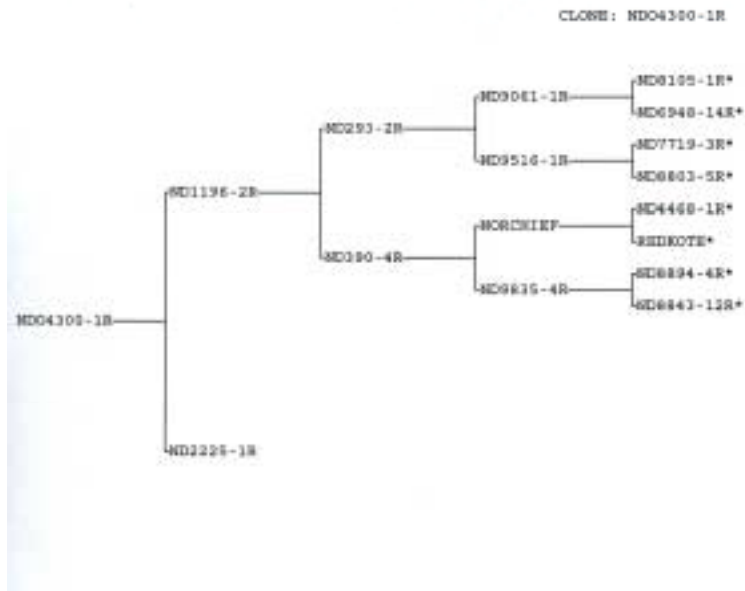 CLONE: ND04300-1R
ND8105-1R*
ND9061-1R
ND6948-14R*
ND293-2R
ND7719-3R*
ND9516-1R
ND8803-5R*
ND1196-2R
ND4468-1R*
NORCHIEF
REDKOTE*
ND390-4R
ND8894-4R*
ND9835-4R
ND8843-12R*
ND04300-1R
ND2225-1R